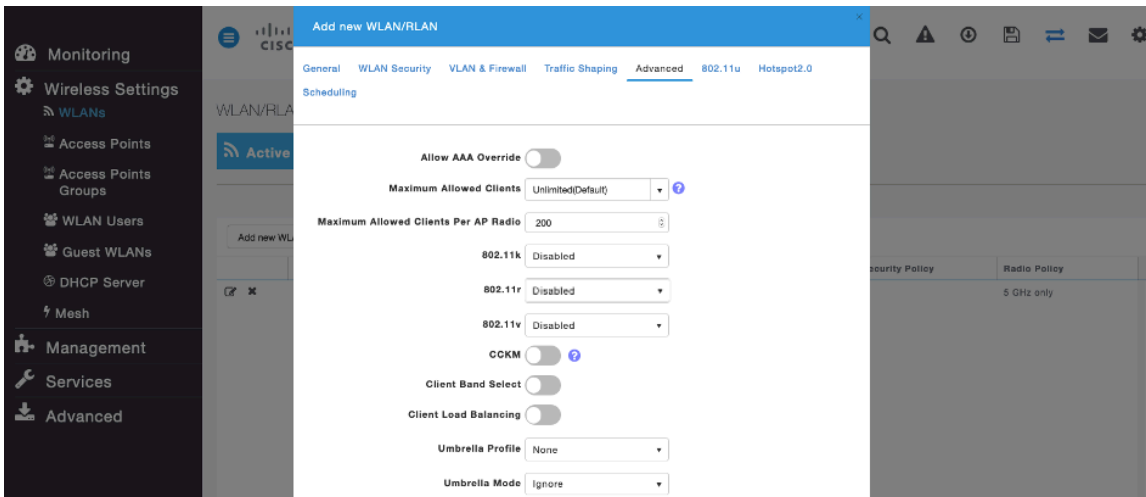 Monitoring
Wireless Settings
WLANs
Access Points
Access Points
Groups
WLAN Users
Guest WLANs
DHCP Server
Mesh
Management
Services
Advanced
CISC
WLAN/RLA
Active
Add new WL
Add new WLAN/RLAN
×
General WLAN Security VLAN & Firewall Traffic Shaping Advanced 802.11u Hotspot2.0
Scheduling
Allow AAA Override
Maximum Allowed Clients Unlimited(Default) ?
Maximum Allowed Clients Per AP Radio 200
802.11k Disabled
802.11r Disabled
802.11v Disabled
CCKM ?
Client Band Select
Client Load Balancing
Umbrella Profile None
Umbrella Mode Ignore
ecurity Policy Radio Policy
5 GHz only